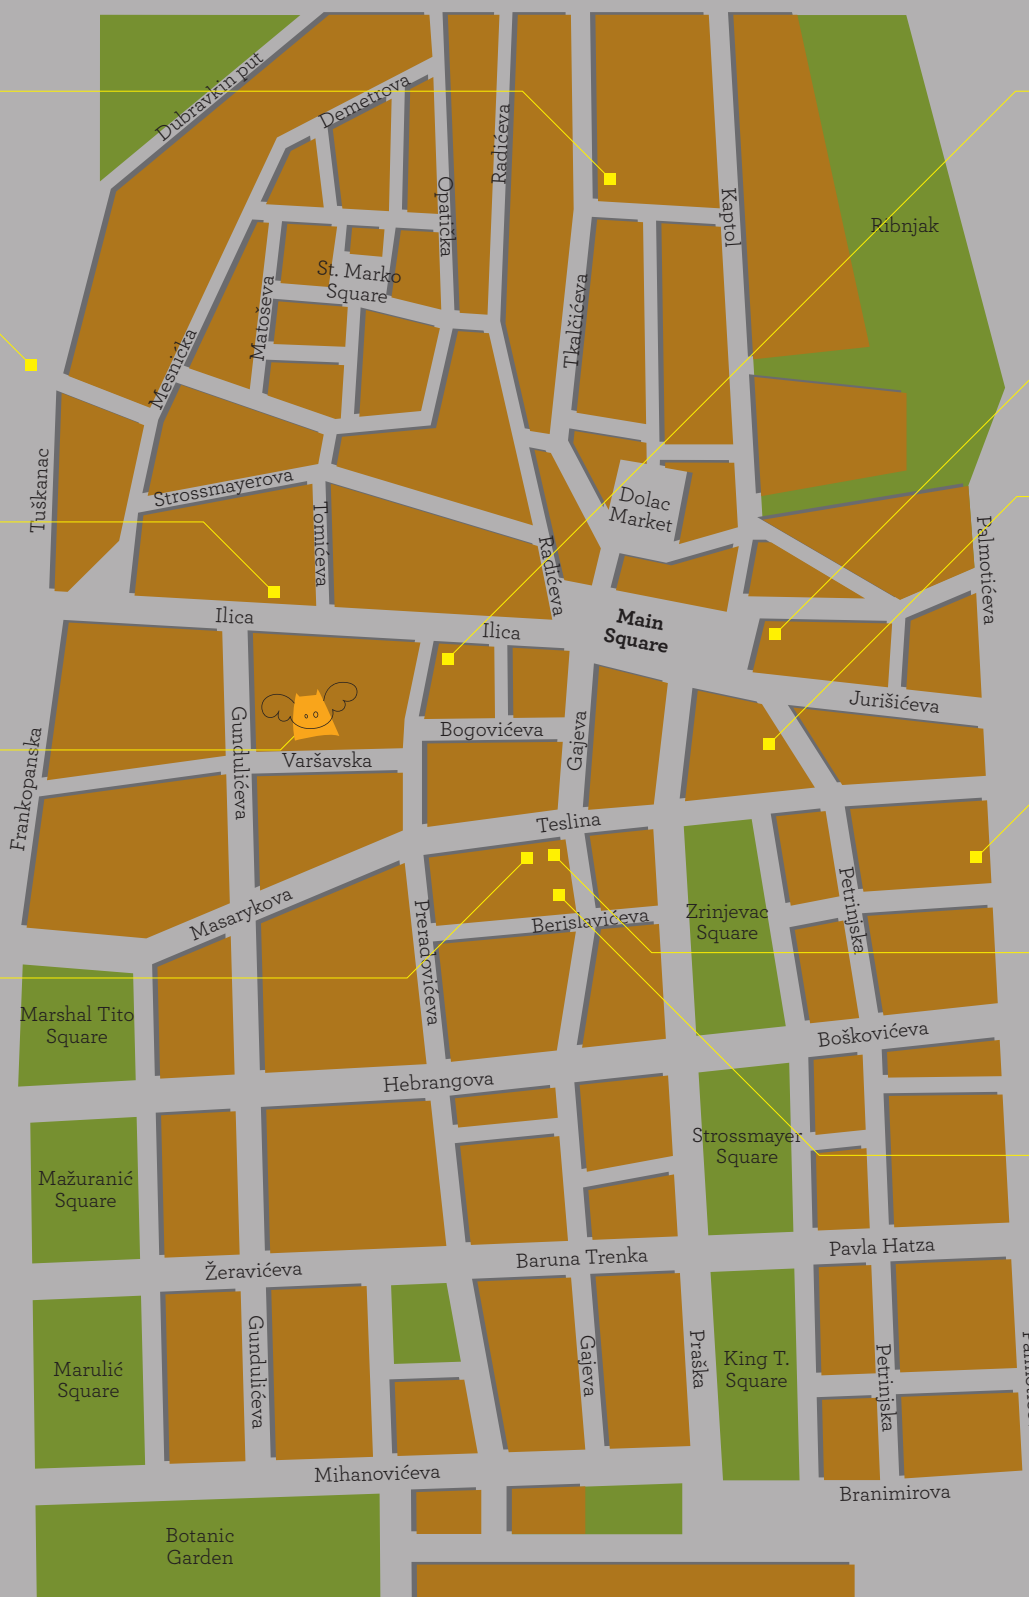 Dubravkin put
Demetrova
Radićeva
Opatička
Kaptol
Ribnjak
St. Marko
Square
Matoševa
Tkalčićeva
Mesnička
Tuškanac
Strossmayerova
Tomićeva
Dolac
Market
Radićeva
Palmotićeva
Ilica
Ilica
Main
Square
Jurišićeva
Gundulićeva
Bogovićeva
Gajeva
Varšavska
Frankopanska
Teslina
Masarykova
Preradovićeva
Berislavićeva
Zrinjevac
Square
Petrinjska
Marshal Tito
Square
Boškovićeva
Hebrangova
Strossmayer
Square
Mažuranić
Square
Pavla Hatza
Baruna Trenka
Žeravićeva
Marulić
Square
Gundulićeva
Gajeva
Praška
King T.
Square
Petrinjska
Mihanovićeva
Branimirova
Botanic
Garden